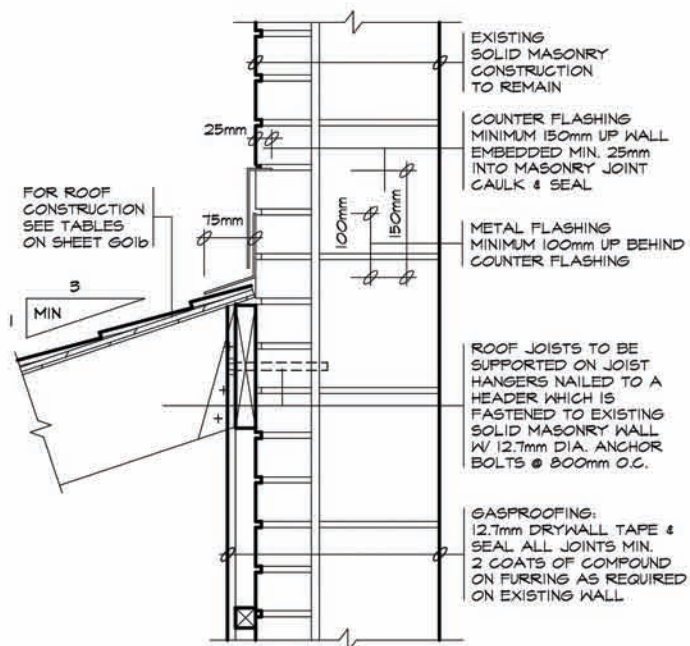 EXISTING
SOLID MASONRY
CONSTRUCTION
TO REMAIN
25mm
COUNTER FLASHING
MINIMUM 150mm UP WALL
EMBEDDED MIN. 25mm
INTO MASONRY JOINT
CAULK & SEAL
FOR ROOF
CONSTRUCTION
SEE TABLES
ON SHEET G016
75mm
100mm
150mm
METAL FLASHING
MINIMUM 100mm UP BEHIND
COUNTER FLASHING
3
1
MIN
ROOF JOISTS TO BE
SUPPORTED ON JOIST
HANGERS NAILED TO A
HEADER WHICH IS
FASTENED TO EXISTING
SOLID MASONRY WALL
W/ 12.7mm DIA. ANCHOR
BOLTS @ 800mm O.C.
GASPROOFING:
12.7mm DRYWALL TAPE &
SEAL ALL JOINTS MIN.
2 COATS OF COMPOUND
ON FURRING AS REQUIRED
ON EXISTING WALL